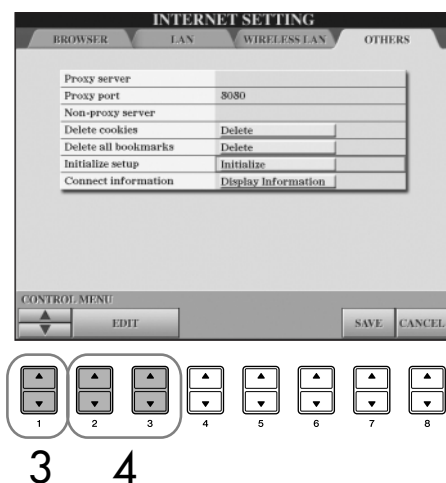 INTERNET SETTING
BROWSER LAN WIRELESS LAN OTHERS
Proxy server
Proxy port 8080
Non-proxy server
Delete cookies Delete
Delete all bookmarks Delete
Initialize setup Initialize
Connect information Display Information
CONTROL MENU
EDIT SAVE CANCEL
1 2 3 4 5 6 7 8
3 4